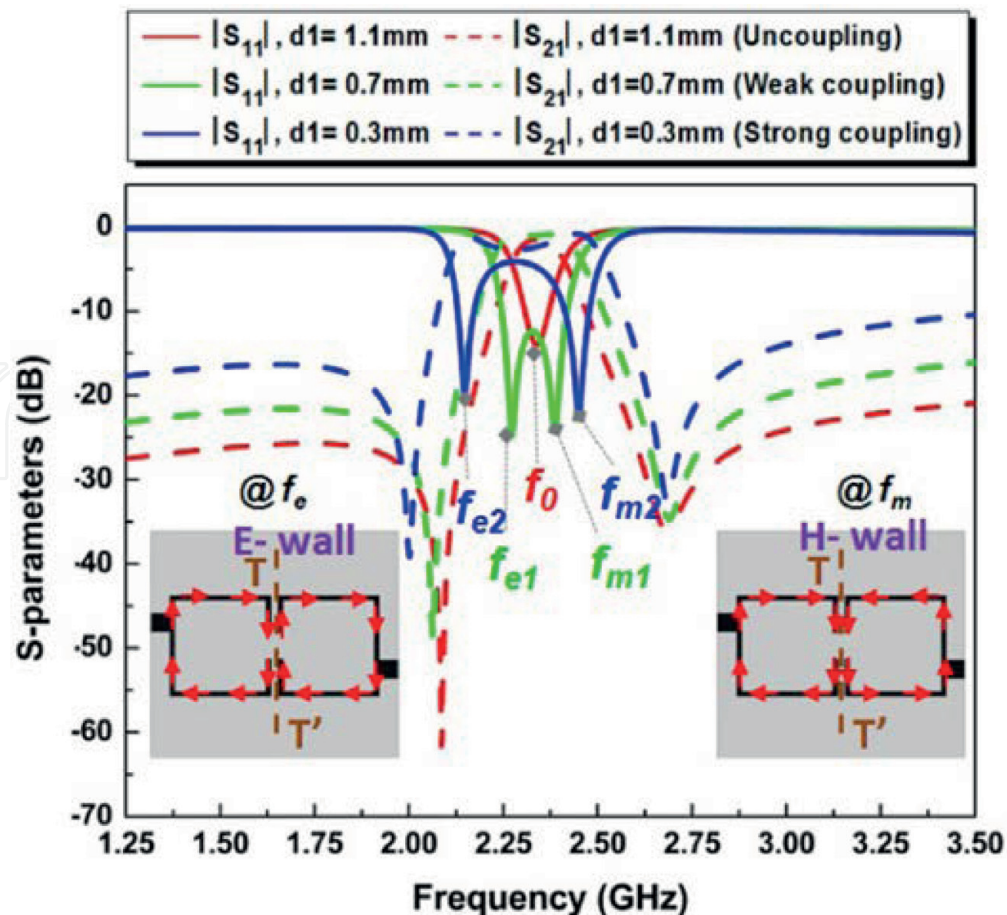 |S11|, d1= 1.1mm |S21|, d1=1.1mm (Uncoupling)
|S11|, d1= 0.7mm |S21|, d1=0.7mm (Weak coupling)
|S11|, d1= 0.3mm |S21|, d1=0.3mm (Strong coupling)
0
-10
-20
-30
-40
-50
-60
-70
S-parameters (dB)
@ fe
E- wall
T
T'
fe2
f0
fm2
fe1
fm1
@ fm
H- wall
T
T'
1.25 1.50 1.75 2.00 2.25 2.50 2.75 3.00 3.25 3.50
Frequency (GHz)